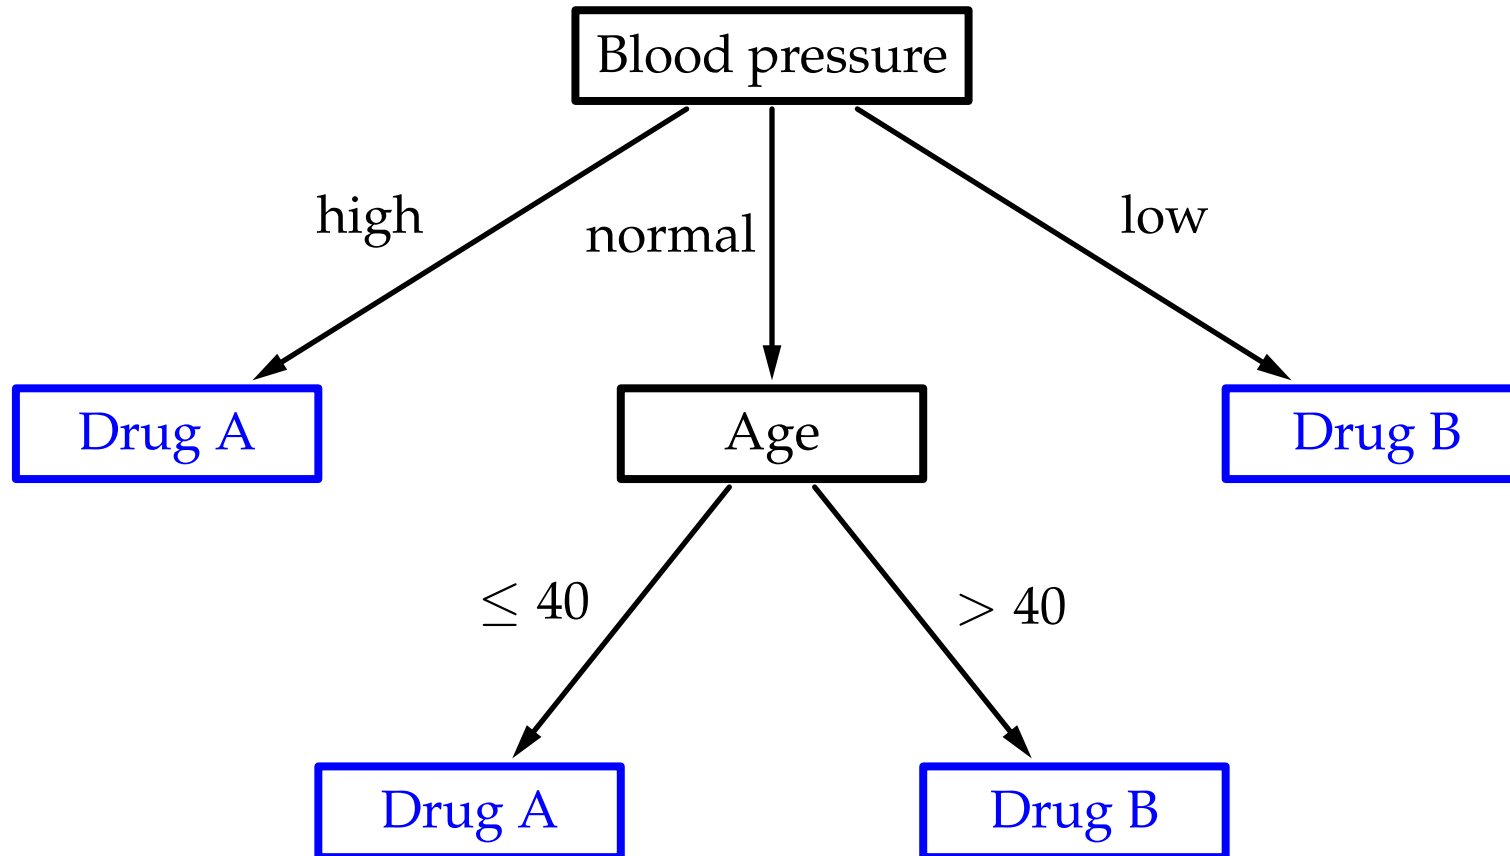 Blood pressure
high
normal
low
Drug A
Age
Drug B
≤ 40
> 40
Drug A
Drug B